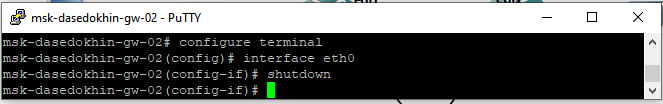 msk-dasedokhin-gw-02 - PuTTY
msk-dasedokhin-gw-02# configure terminal
msk-dasedokhin-gw-02(config)# interface eth0
msk-dasedokhin-gw-02(config-if)# shutdown
msk-dasedokhin-gw-02(config-if)#